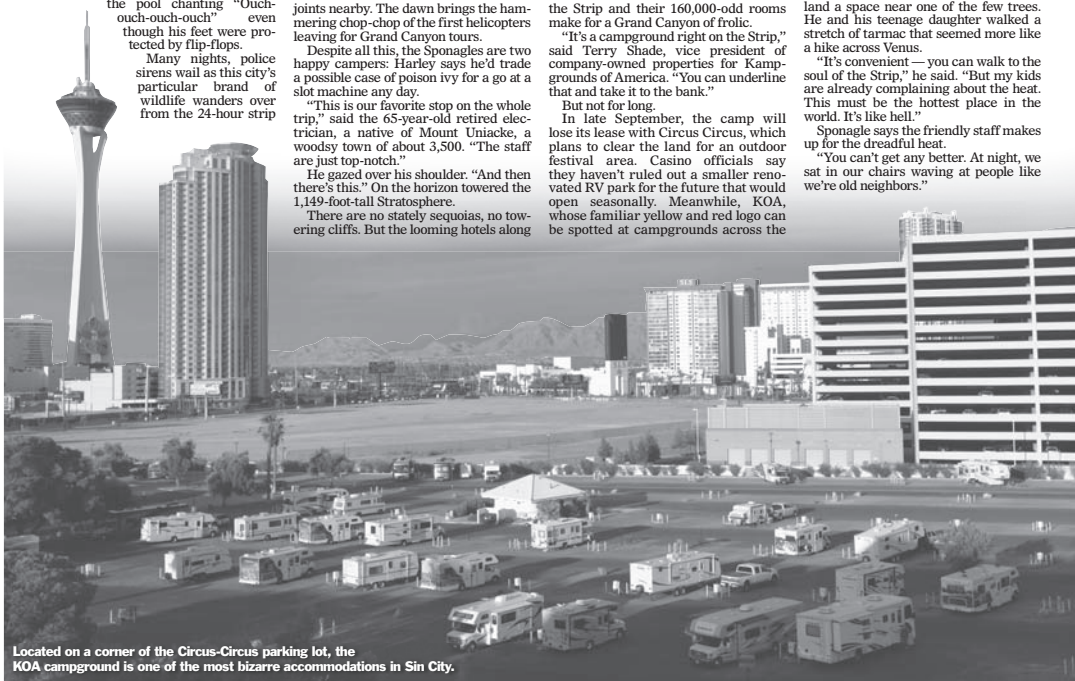 the pool chanting “Ouch-
ouch-ouch-ouch” even
though his feet were pro-
tected by flip-flops.
Many nights, police
sirens wail as this city’s
particular brand of
wildlife wanders over
from the 24-hour strip
joints nearby. The dawn brings the ham-
mering chop-chop of the first helicopters
leaving for Grand Canyon tours.
Despite all this, the Sponagles are two
happy campers: Harley says he’d trade
a possible case of poison ivy for a go at a
slot machine any day.
“This is our favorite stop on the whole
trip,” said the 65-year-old retired elec-
trician, a native of Mount Uniacke, a
woodsy town of about 3,500. “The staff
are just top-notch.”
He gazed over his shoulder. “And then
there’s this.” On the horizon towered the
1,149-foot-tall Stratosphere.
There are no stately sequoias, no tow-
ering cliffs. But the looming hotels along
the Strip and their 160,000-odd rooms
make for a Grand Canyon of frolic.
“It’s a campground right on the Strip,”
said Terry Shade, vice president of
company-owned properties for Kamp-
grounds of America. “You can underline
that and take it to the bank.”
But not for long.
In late September, the camp will
lose its lease with Circus Circus, which
plans to clear the land for an outdoor
festival area. Casino officials say
they haven’t ruled out a smaller reno-
vated RV park for the future that would
open seasonally. Meanwhile, KOA,
whose familiar yellow and red logo can
be spotted at campgrounds across the
land a space near one of the few trees.
He and his teenage daughter walked a
stretch of tarmac that seemed more like
a hike across Venus.
“It’s convenient — you can walk to the
soul of the Strip,” he said. “But my kids
are already complaining about the heat.
This must be the hottest place in the
world. It’s like hell.”
Sponagle says the friendly staff makes
up for the dreadful heat.
“You can’t get any better. At night, we
sat in our chairs waving at people like
we’re old neighbors.”
Located on a corner of the Circus-Circus parking lot, the
KOA campground is one of the most bizarre accommodations in Sin City.